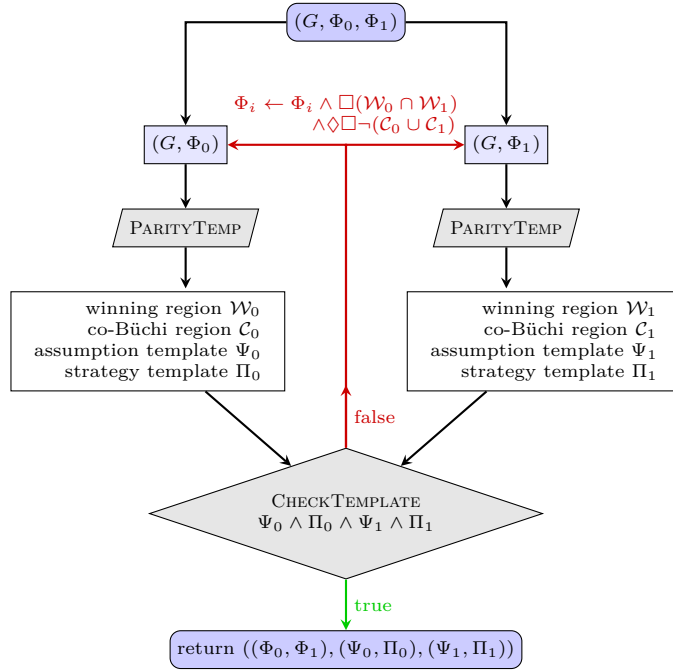 (G, Φ₀, Φ₁)
Φᵢ ← Φᵢ ∧ □(𝒲₀ ∩ 𝒲₁)
∧◊□¬(𝒞₀ ∪ 𝒞₁)
(G, Φ₀)
(G, Φ₁)
PARITYTEMP
PARITYTEMP
winning region 𝒲₀
co-Büchi region 𝒞₀
assumption template Ψ₀
strategy template Π₀
winning region 𝒲₁
co-Büchi region 𝒞₁
assumption template Ψ₁
strategy template Π₁
false
CHECKTEMPLATE
Ψ₀ ∧ Π₀ ∧ Ψ₁ ∧ Π₁
true
return ((Φ₀, Φ₁), (Ψ₀, Π₀), (Ψ₁, Π₁))